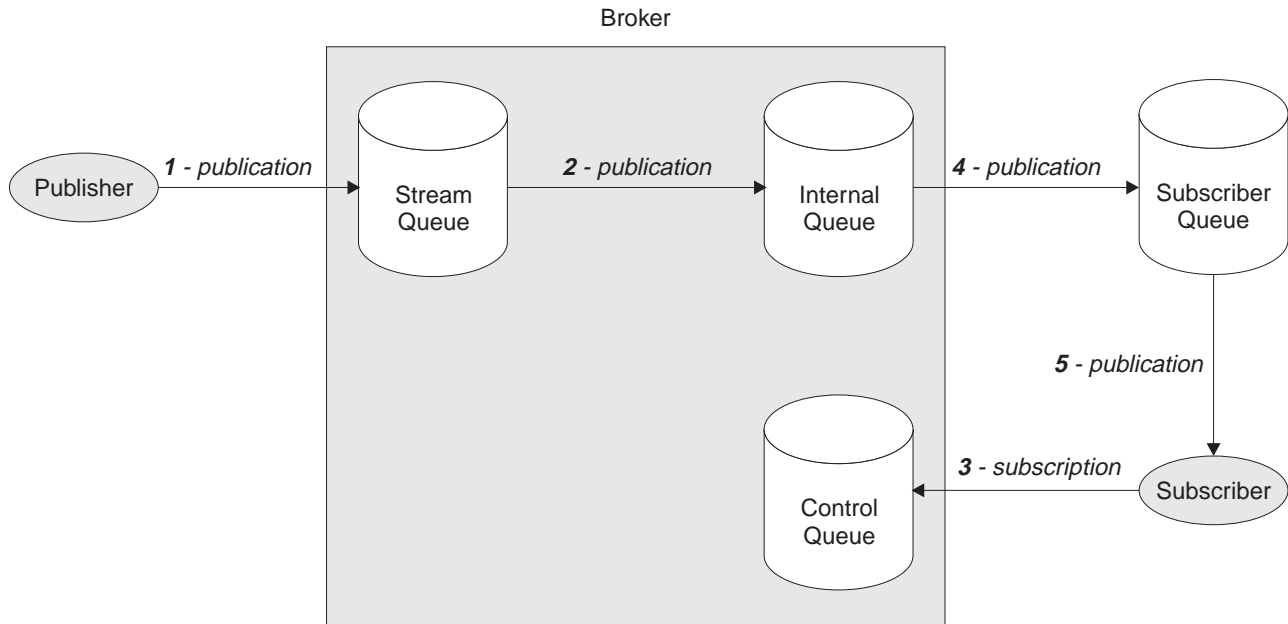 Broker
Publisher
1 - publication
Stream
Queue
2 - publication
Internal
Queue
4 - publication
Subscriber
Queue
5 - publication
Control
Queue
3 - subscription
Subscriber